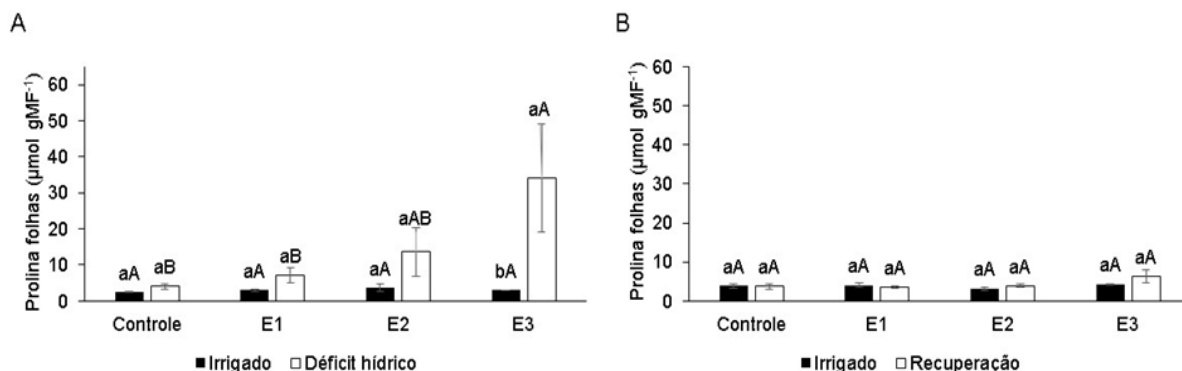 A
Prolina folhas (µmol gMF⁻¹)
60
50
40
30
20
10
0
aA aB
aA aB
aA aAB
bA aA
Controle E1 E2 E3
Irrigado Déficit hídrico
B
Prolina folhas (µmol gMF⁻¹)
60
50
40
30
20
10
0
aA aA
aA aA
aA aA
aA aA
Controle E1 E2 E3
Irrigado Recuperação